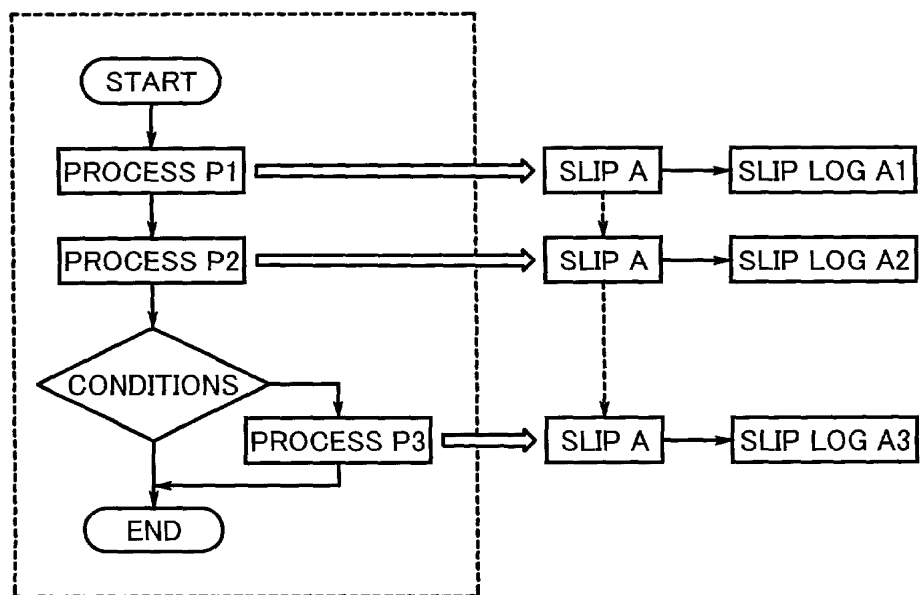 START
PROCESS P1
SLIP A
SLIP LOG A1
PROCESS P2
SLIP A
SLIP LOG A2
CONDITIONS
PROCESS P3
SLIP A
SLIP LOG A3
END